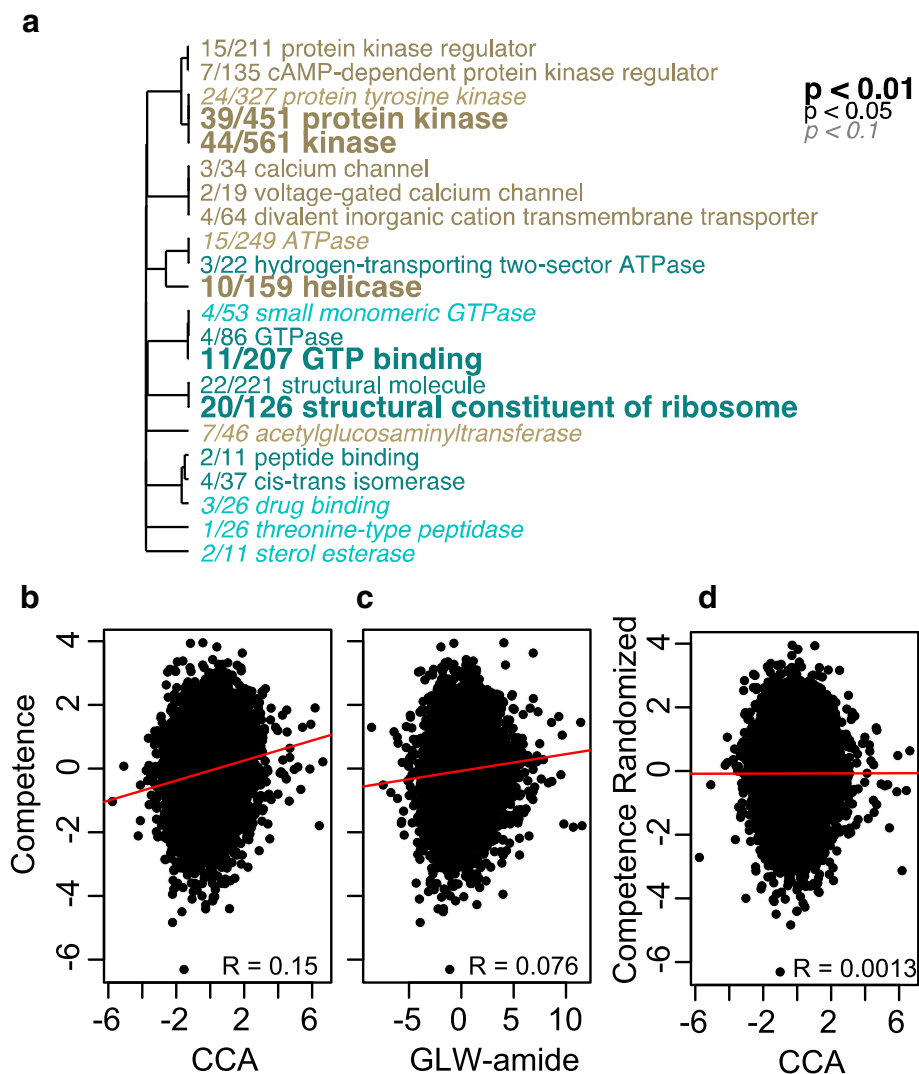 a
15/211 protein kinase regulator
7/135 cAMP-dependent protein kinase regulator
24/327 protein tyrosine kinase
39/451 protein kinase
44/561 kinase
3/34 calcium channel
2/19 voltage-gated calcium channel
4/64 divalent inorganic cation transmembrane transporter
15/249 ATPase
3/22 hydrogen-transporting two-sector ATPase
10/159 helicase
4/53 small monomeric GTPase
4/86 GTPase
11/207 GTP binding
22/221 structural molecule
20/126 structural constituent of ribosome
7/46 acetylglucosaminyltransferase
2/11 peptide binding
4/37 cis-trans isomerase
3/26 drug binding
1/26 threonine-type peptidase
2/11 sterol esterase
p < 0.01
p < 0.05
p < 0.1
b
Competence
4
2
0
-2
-4
-6
R = 0.15
-6
-2
2
6
CCA
c
R = 0.076
-5
0
5
10
GLW-amide
d
Competence Randomized
4
2
0
-2
-4
-6
R = 0.0013
-6
-2
2
6
CCA